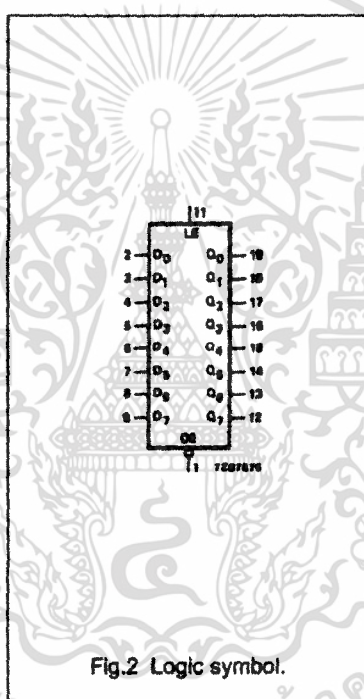 11
LE
2 D0 Q0 19
3 D1 Q1 18
4 D2 Q2 17
5 D3 Q3 16
6 D4 Q4 15
7 D5 Q5 14
8 D6 Q6 13
9 D7 Q7 12
OE
1
Fig.2 Logic symbol.